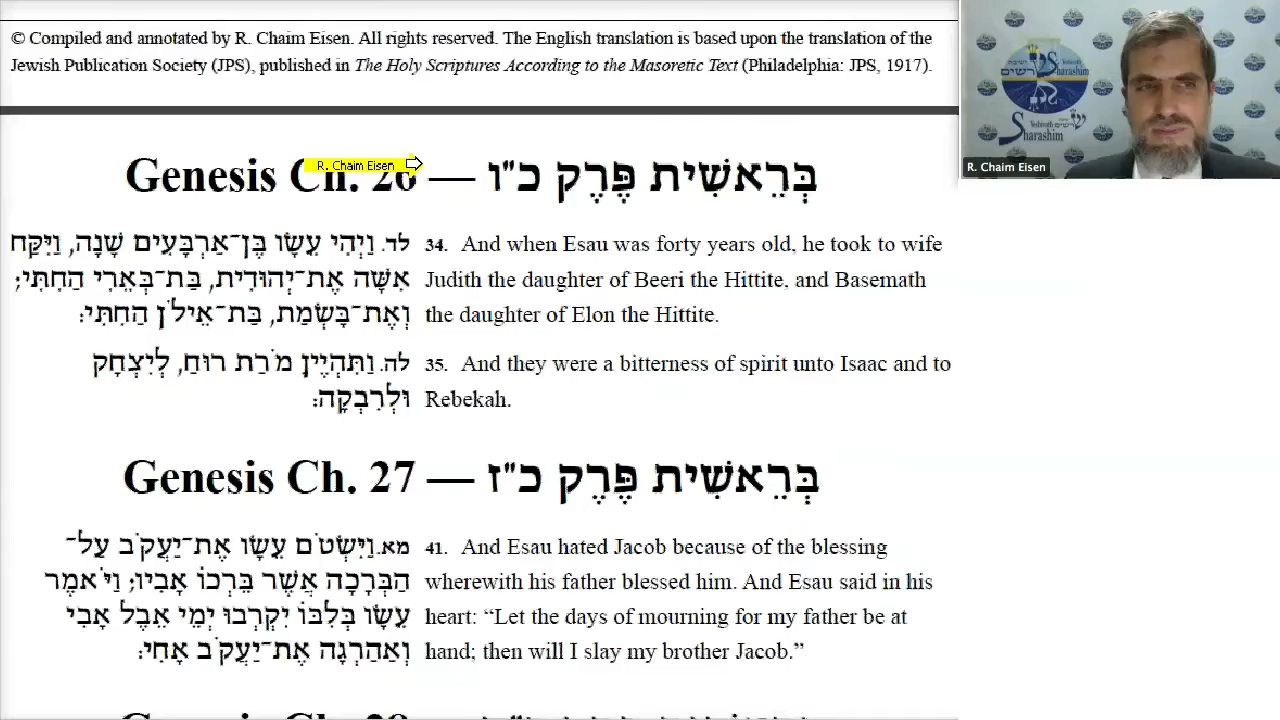 © Compiled and annotated by R. Chaim Eisen. All rights reserved. The English translation is based upon the translation of the
Jewish Publication Society (JPS), published in The Holy Scriptures According to the Masoretic Text (Philadelphia: JPS, 1917).
Genesis Ch. 26 — בְּרֵאשִׁית פֶּרֶק כ"ו
R. Chaim Eisen
לד. וַיְהִי עֵשָׂו בֶּן־אַרְבָּעִים שָׁנָה, וַיִּקַּח
אִשָּׁה אֶת־יְהוּדִית, בַּת־בְּאֵרִי הַחִתִּי;
וְאֶת־בָּשְׂמַת, בַּת־אֵילֹן הַחִתִּי:
34. And when Esau was forty years old, he took to wife
Judith the daughter of Beeri the Hittite, and Basemath
the daughter of Elon the Hittite.
לה. וַתִּהְיֶיןָ מֹרַת רוּחַ, לְיִצְחָק
וּלְרִבְקָה:
35. And they were a bitterness of spirit unto Isaac and to
Rebekah.
Genesis Ch. 27 — בְּרֵאשִׁית פֶּרֶק כ"ז
מא. וַיִּשְׂטֹם עֵשָׂו אֶת־יַעֲקֹב עַל־
הַבְּרָכָה אֲשֶׁר בֵּרְכוֹ אָבִיו; וַיֹּאמֶר
עֵשָׂו בְּלִבּוֹ יִקְרְבוּ יְמֵי אֵבֶל אָבִי
וְאַהַרְגָה אֶת־יַעֲקֹב אָחִי:
41. And Esau hated Jacob because of the blessing
wherewith his father blessed him. And Esau said in his
heart: “Let the days of mourning for my father be at
hand; then will I slay my brother Jacob.”
Yeshivath
Sharashim
שרשים
Yeshivath שרשים
Sharashim
R. Chaim Eisen